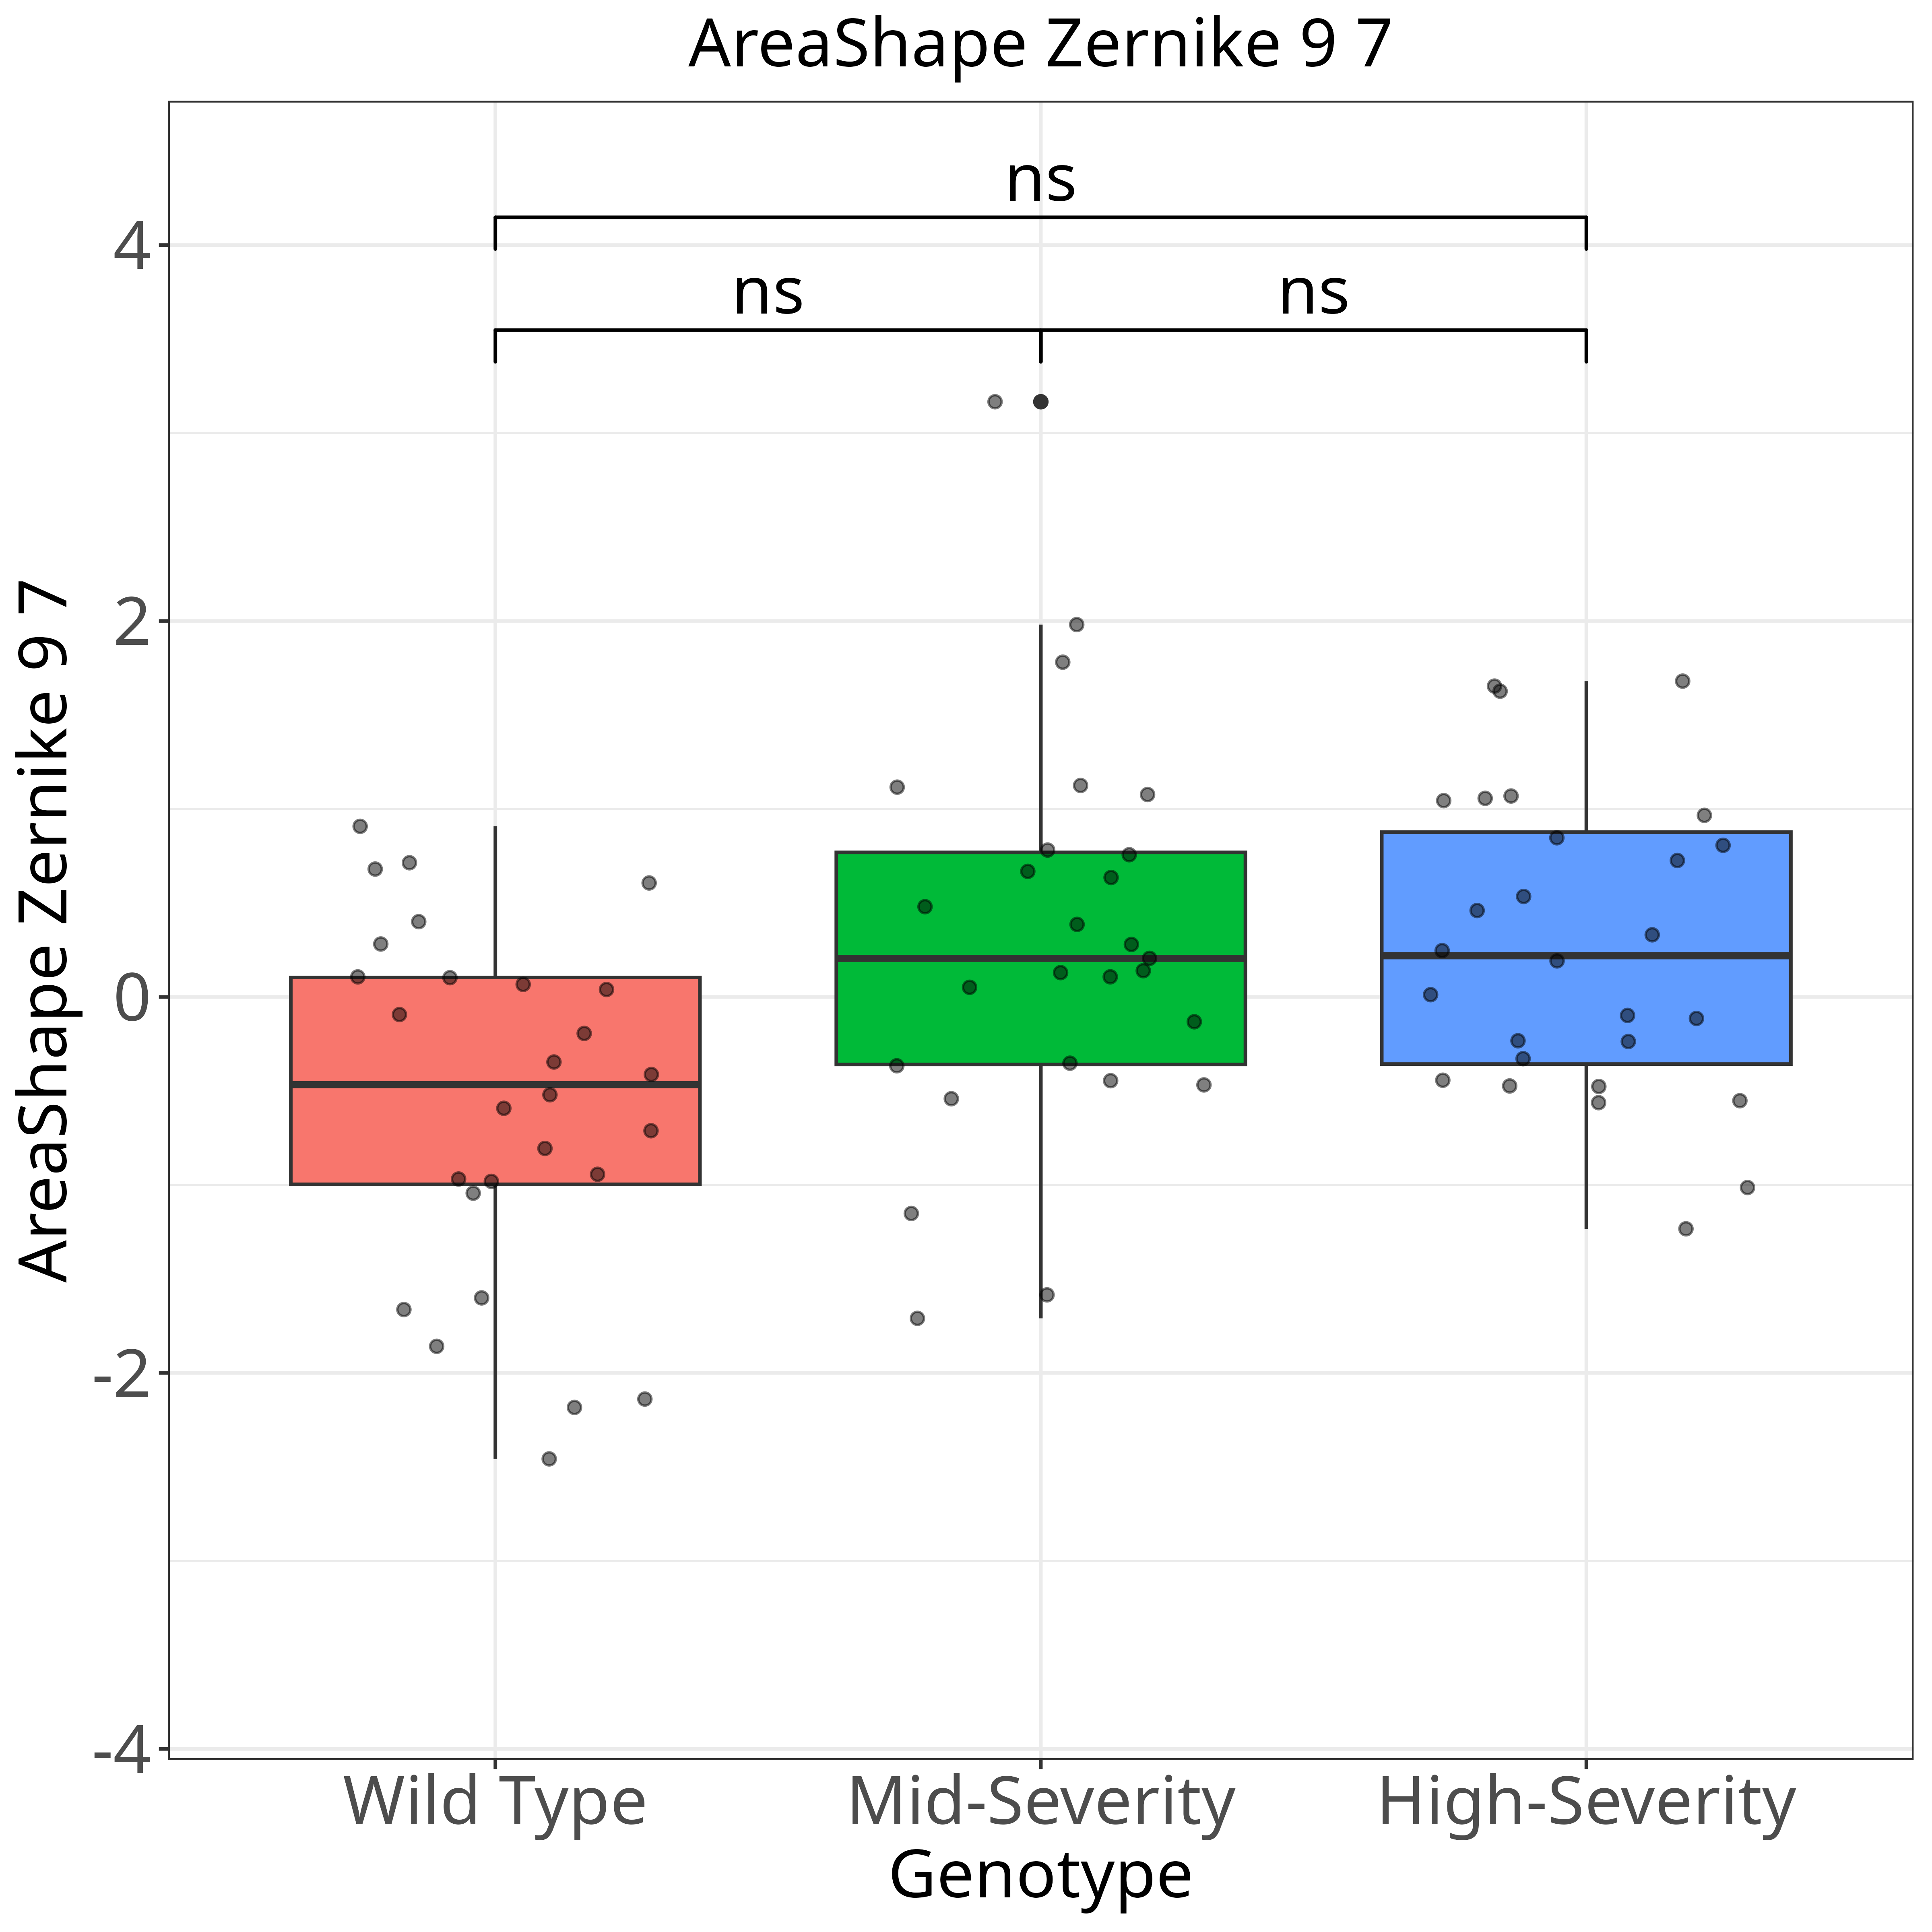 AreaShape Zernike 9 7
ns
ns ns
4
2
0
-2
-4
AreaShape Zernike 9 7
Wild Type Mid-Severity High-Severity
Genotype